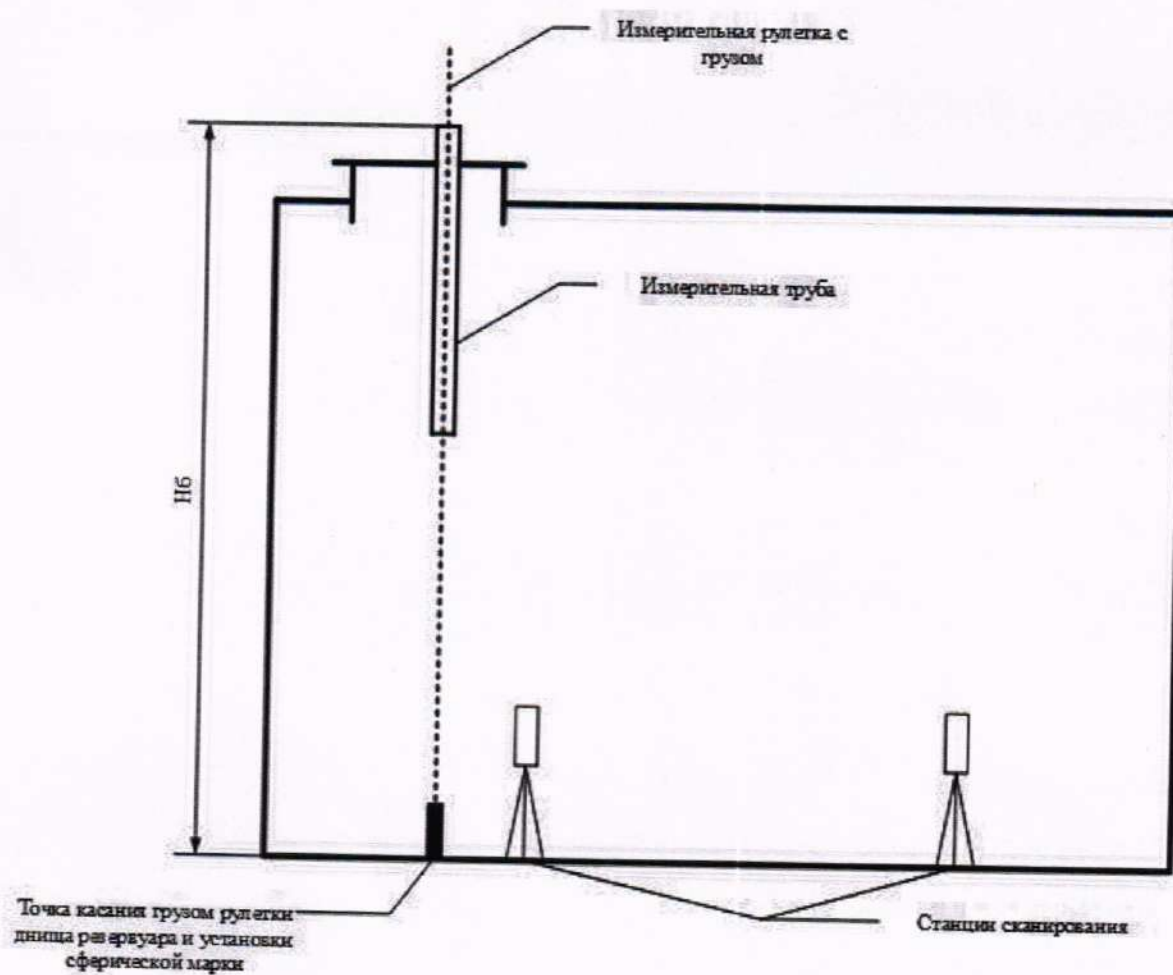 Измерительная рулетка с
грузом
Измерительная труба
Нб
Точка касания грузом рулетки
днища резервуара и установки
сферической марки
Станции сканирования